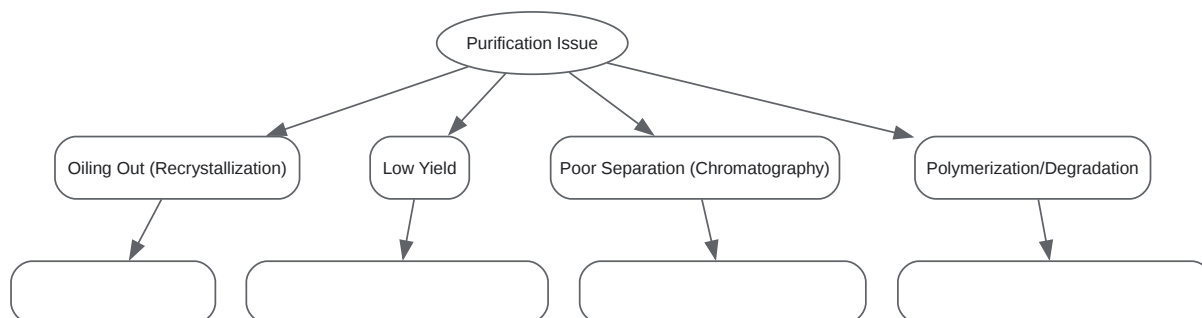 Purification Issue
Oiling Out (Recrystallization)
Low Yield
Poor Separation (Chromatography)
Polymerization/Degradation